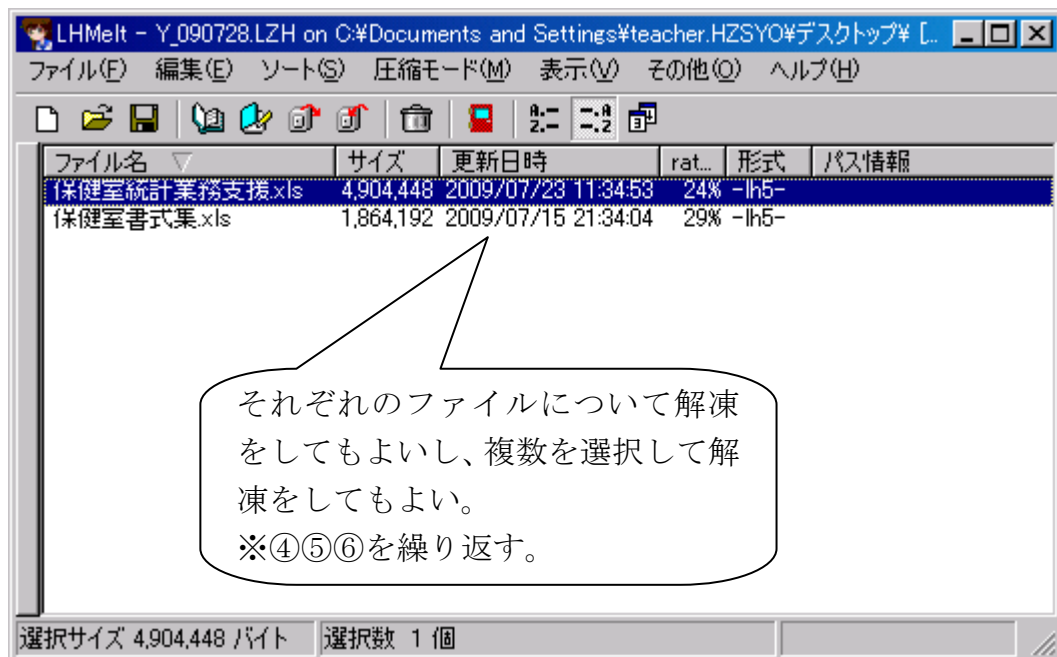 LHMelt - Y_090728.LZH on C:¥Documents and Settings¥teacher.HZSYO¥デスクトップ¥ [...
ファイル(F) 編集(E) ソート(S) 圧縮モード(M) 表示(V) その他(O) ヘルプ(H)
ファイル名 サイズ 更新日時 rat... 形式 パス情報
保健室統計業務支援.xls 4,904,448 2009/07/23 11:34:53 24% -lh5-
保健室書式集.xls 1,864,192 2009/07/15 21:34:04 29% -lh5-
それぞれのファイルについて解凍
をしてもよいし、複数を選択して解
凍をしてもよい。
※④⑤⑥を繰り返す。
選択サイズ 4,904,448 バイト 選択数 1 個